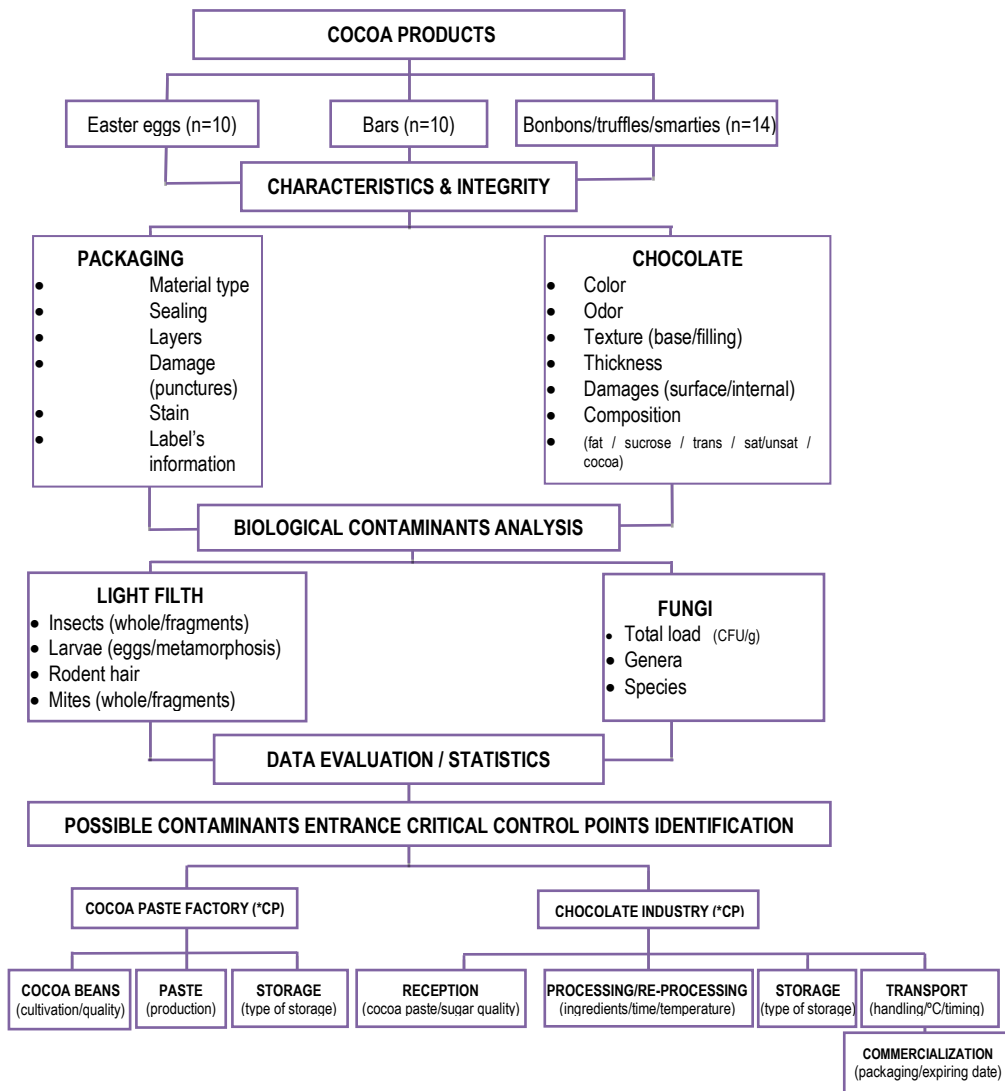 COCOA PRODUCTS
Easter eggs (n=10)
Bars (n=10)
Bonbons/truffles/smarties (n=14)
CHARACTERISTICS & INTEGRITY
PACKAGING
● Material type
● Sealing
● Layers
● Damage
(punctures)
● Stain
● Label’s
information
CHOCOLATE
● Color
● Odor
● Texture (base/filling)
● Thickness
● Damages (surface/internal)
● Composition
● (fat / sucrose / trans / sat/unsat /
cocoa)
BIOLOGICAL CONTAMINANTS ANALYSIS
LIGHT FILTH
● Insects (whole/fragments)
● Larvae (eggs/metamorphosis)
● Rodent hair
● Mites (whole/fragments)
FUNGI
● Total load (CFU/g)
● Genera
● Species
DATA EVALUATION / STATISTICS
POSSIBLE CONTAMINANTS ENTRANCE CRITICAL CONTROL POINTS IDENTIFICATION
COCOA PASTE FACTORY (*CP)
CHOCOLATE INDUSTRY (*CP)
COCOA BEANS
(cultivation/quality)
PASTE
(production)
STORAGE
(type of storage)
RECEPTION
(cocoa paste/sugar quality)
PROCESSING/RE-PROCESSING
(ingredients/time/temperature)
STORAGE
(type of storage)
TRANSPORT
(handling/ºC/timing)
COMMERCIALIZATION
(packaging/expiring date)